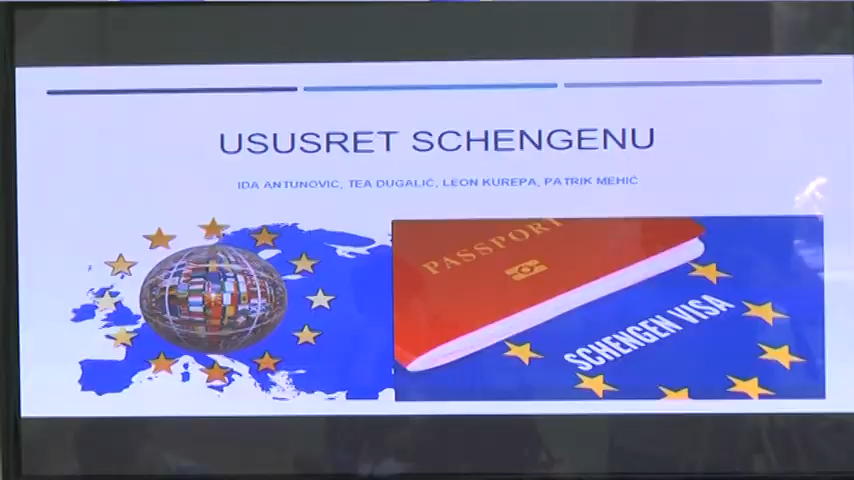 USUSRET SCHENGENU
IDA ANTUNOVIĆ, TEA DUGALIĆ, LEON KUREPA, PATRIK MEHIĆ
PASSPORT
SCHENGEN VISA